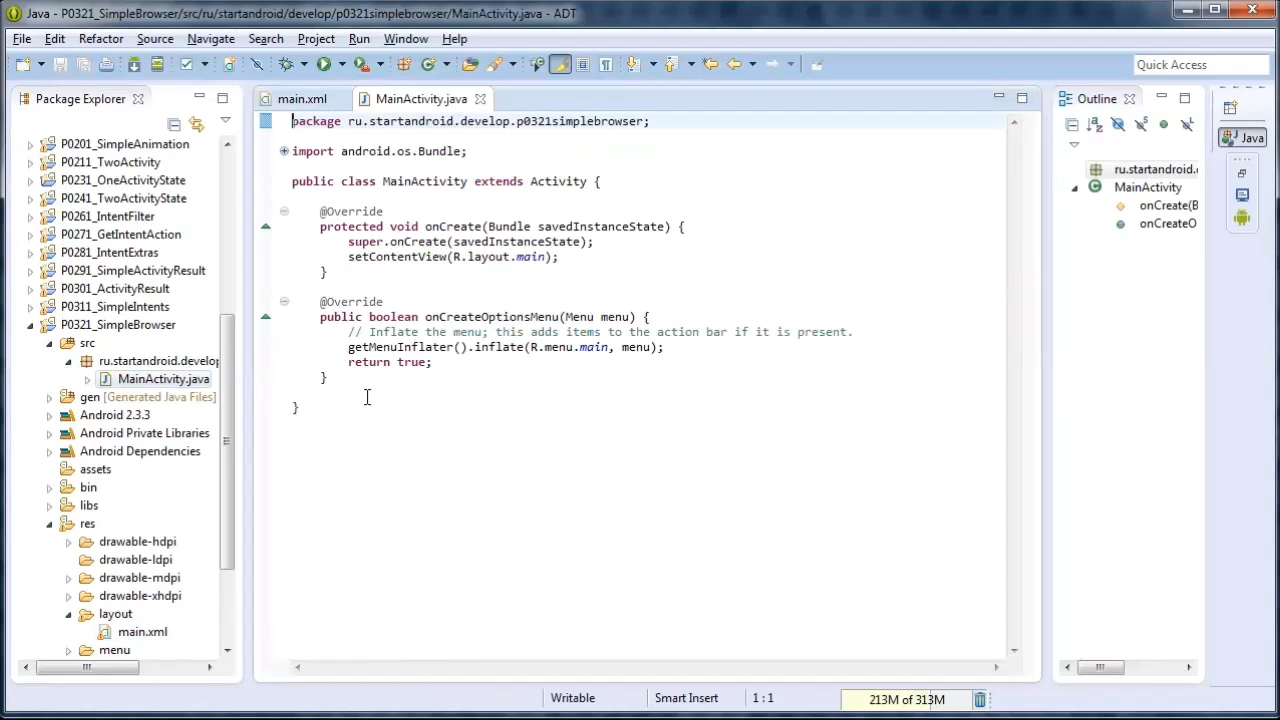 Java - P0321_SimpleBrowser/src/ru/startandroid/develop/p0321simplebrowser/MainActivity.java - ADT
File Edit Refactor Source Navigate Search Project Run Window Help
Quick Access
Package Explorer
main.xml
MainActivity.java
Outline
Java
P0201_SimpleAnimation
P0211_TwoActivity
P0231_OneActivityState
P0241_TwoActivityState
P0261_IntentFilter
P0271_GetIntentAction
P0281_IntentExtras
P0291_SimpleActivityResult
P0301_ActivityResult
P0311_SimpleIntents
P0321_SimpleBrowser
src
ru.startandroid.develop
MainActivity.java
gen [Generated Java Files]
Android 2.3.3
Android Private Libraries
Android Dependencies
assets
bin
libs
res
drawable-hdpi
drawable-ldpi
drawable-mdpi
drawable-xhdpi
layout
main.xml
menu
package ru.startandroid.develop.p0321simplebrowser;
import android.os.Bundle;
public class MainActivity extends Activity {
@Override
protected void onCreate(Bundle savedInstanceState) {
super.onCreate(savedInstanceState);
setContentView(R.layout.main);
}
@Override
public boolean onCreateOptionsMenu(Menu menu) {
// Inflate the menu; this adds items to the action bar if it is present.
getMenuInflater().inflate(R.menu.main, menu);
return true;
}
}
ru.startandroid.
MainActivity
onCreate(B
onCreateO
Writable
Smart Insert
1 : 1
213M of 313M